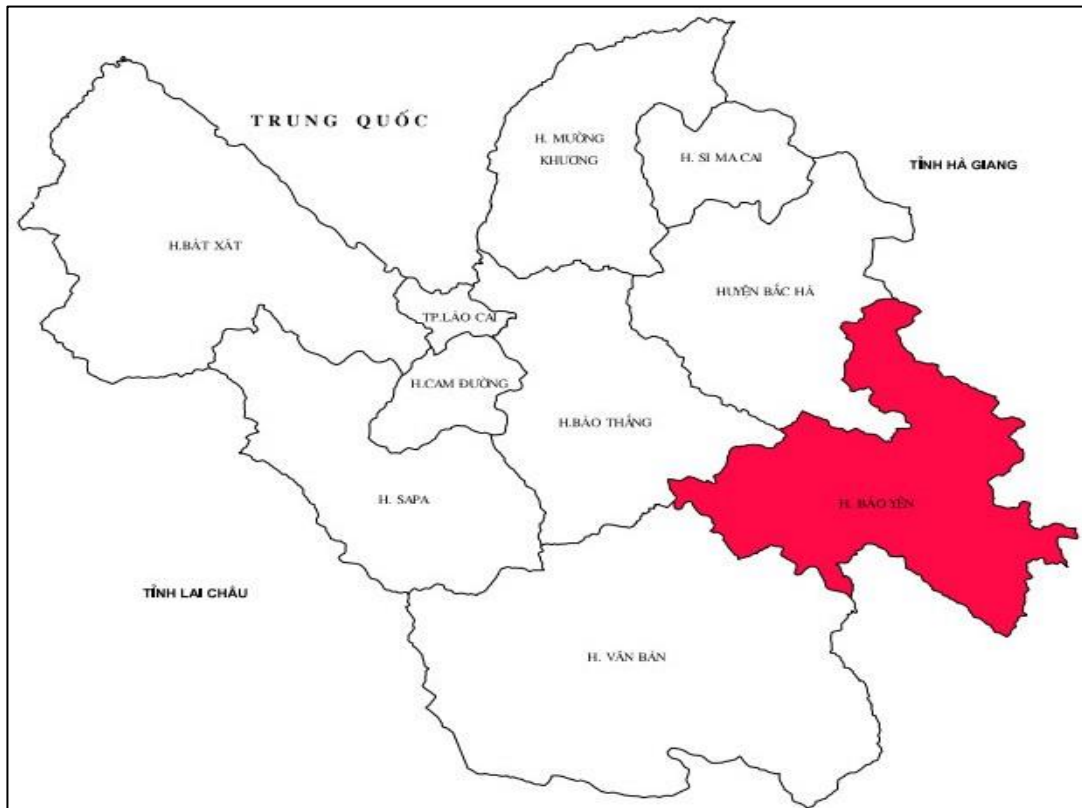 TRUNG QUỐC
H. MƯỜNG
KHƯƠNG
H. SI MA CAI
TỈNH HÀ GIANG
H.BÁT XÁT
HUYỆN BẮC HÀ
TP.LÀO CAI
H.CAM ĐƯỜNG
H.BẢO THẮNG
H. SAPA
H. BẢO YÊN
TỈNH LAI CHÂU
H. VĂN BÀN